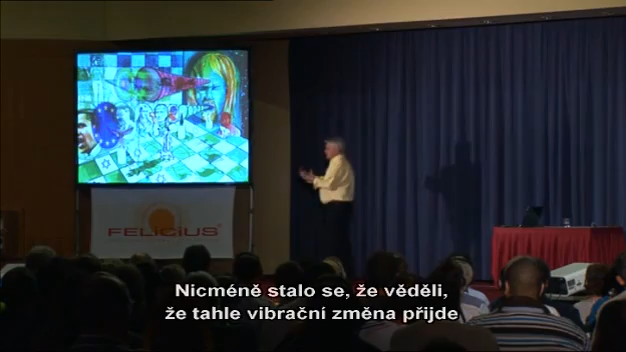 FELICIUS
Nicméně stalo se, že věděli,
že tahle vibrační změna přijde